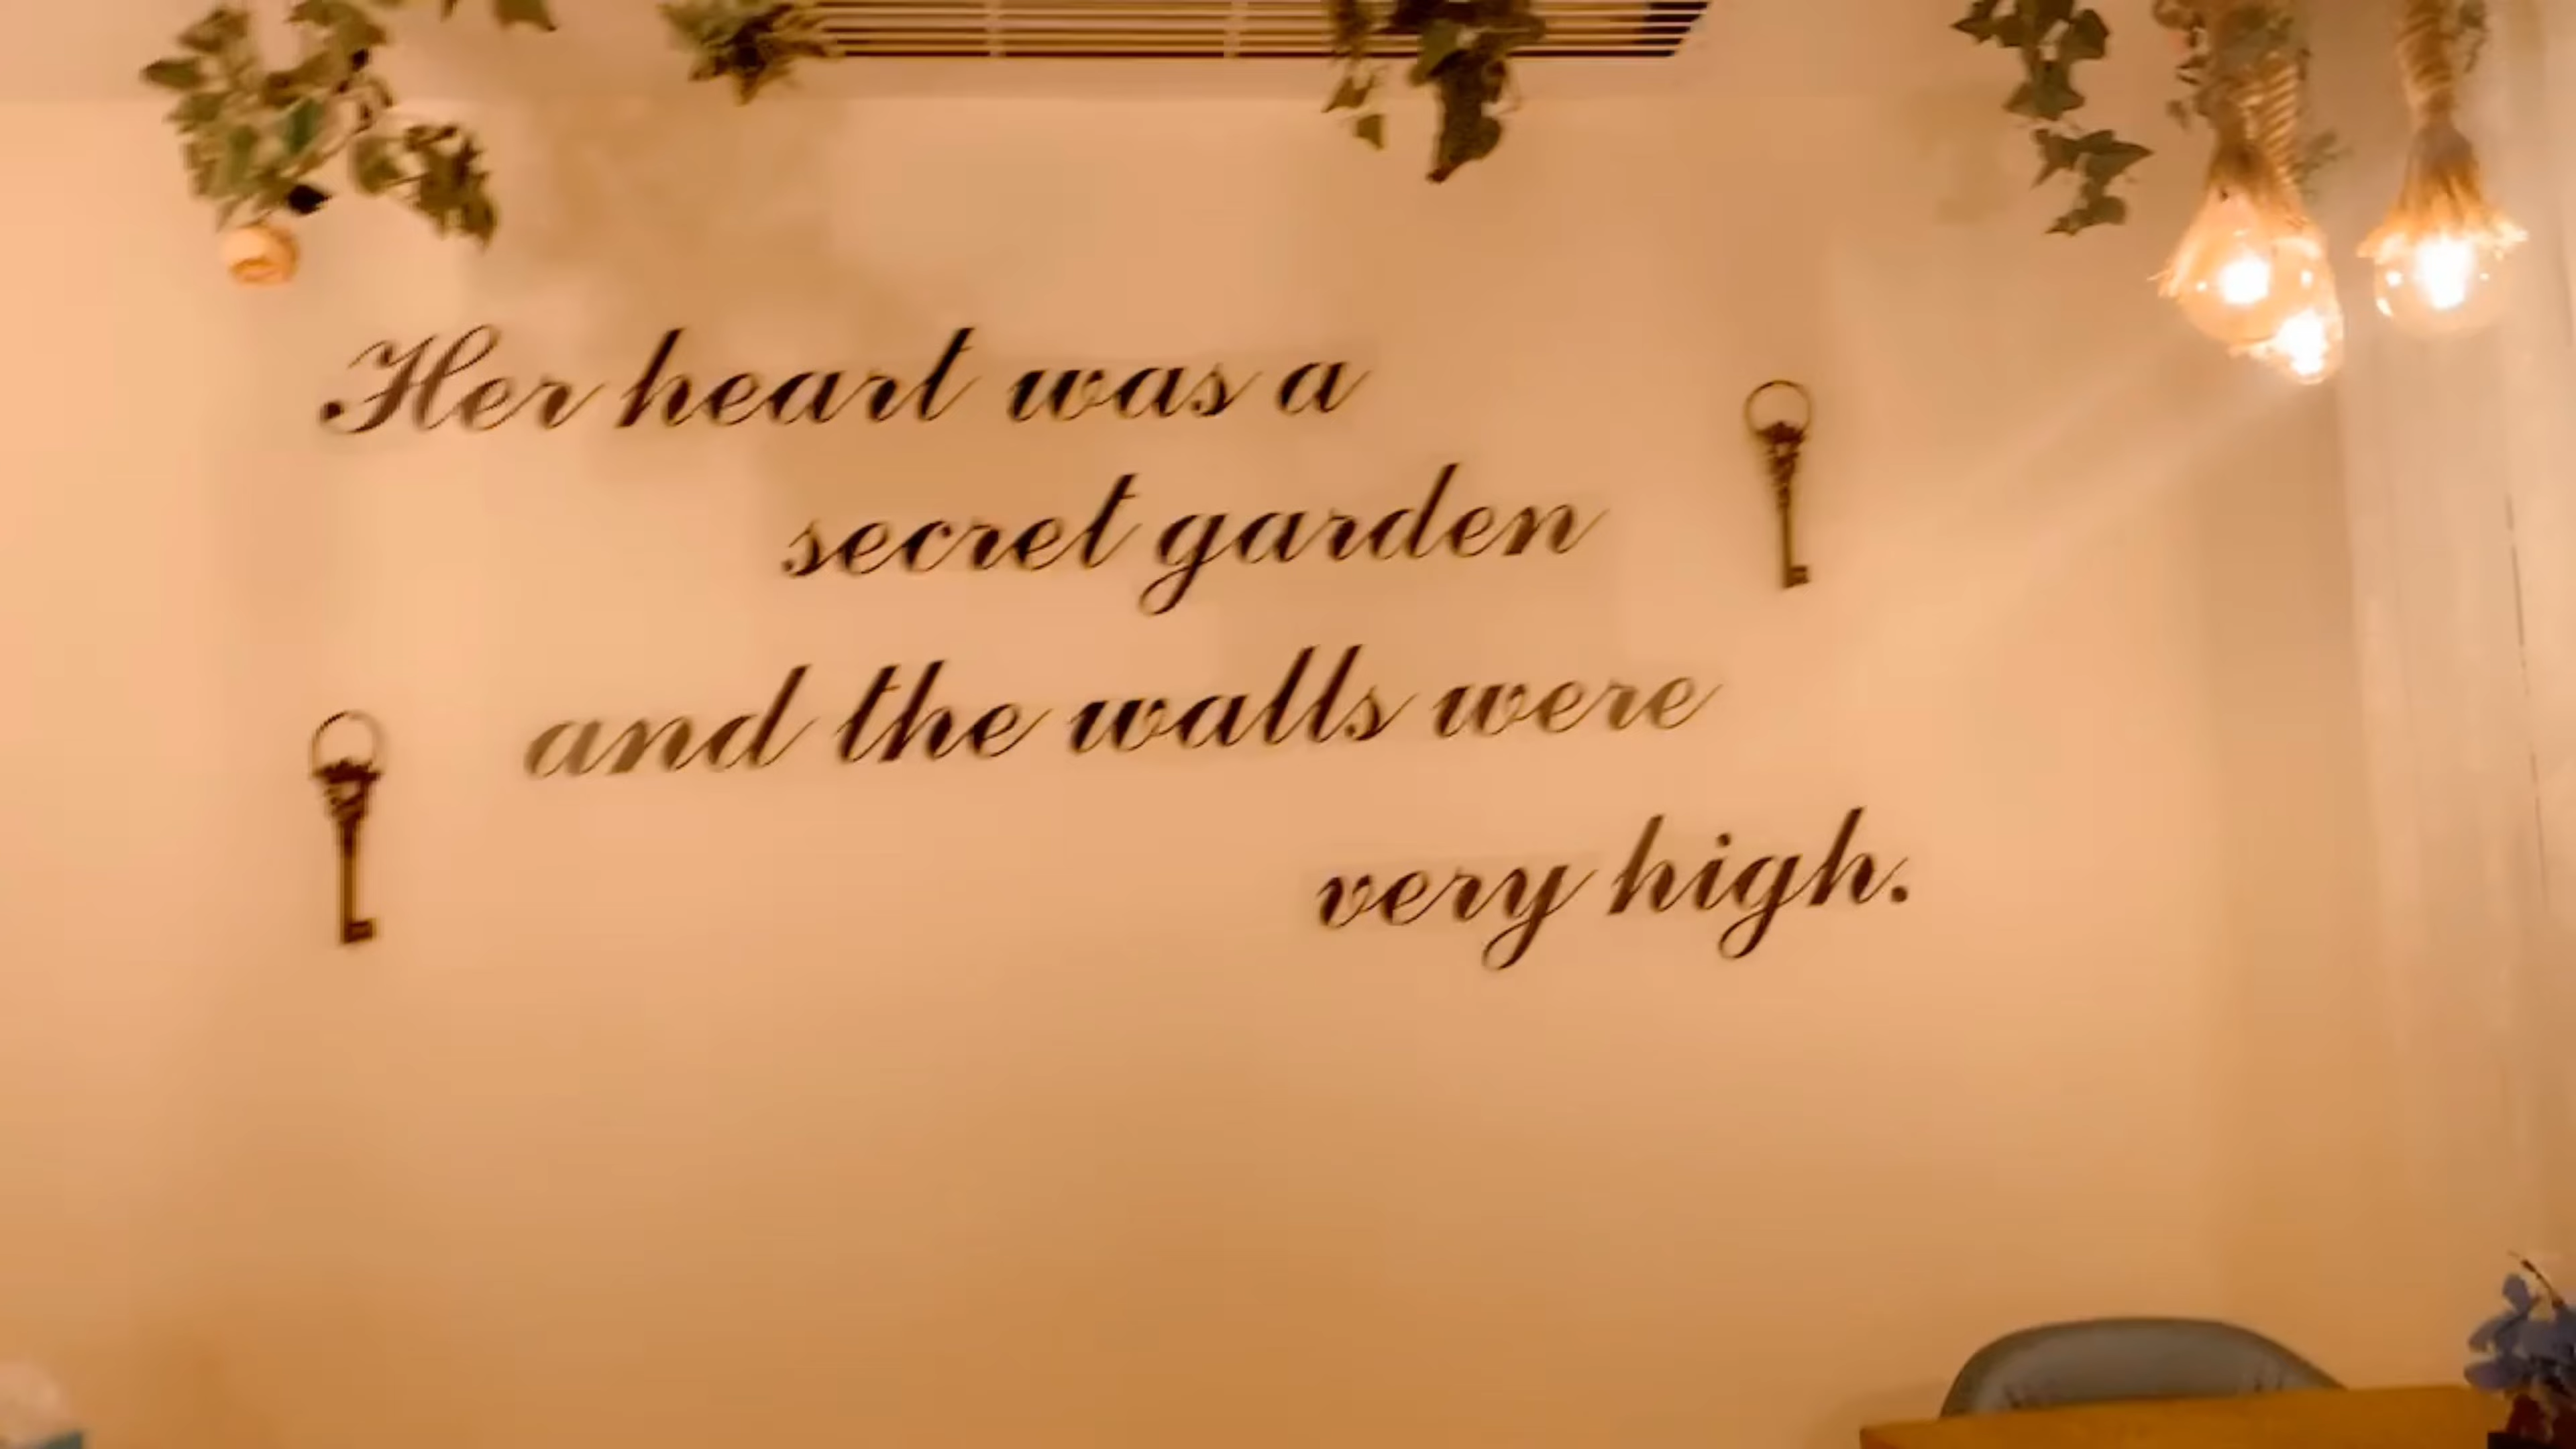 Her heart was a
secret garden
and the walls were
very high.